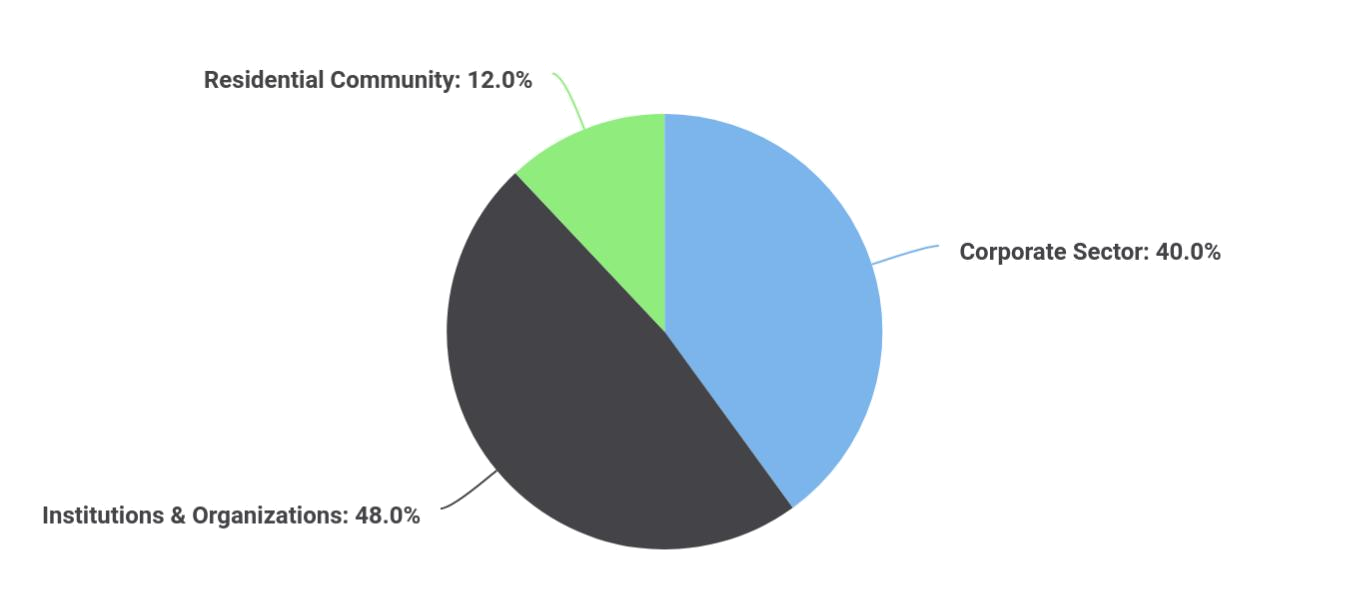 Residential Community: 12.0%
Corporate Sector: 40.0%
Institutions & Organizations: 48.0%